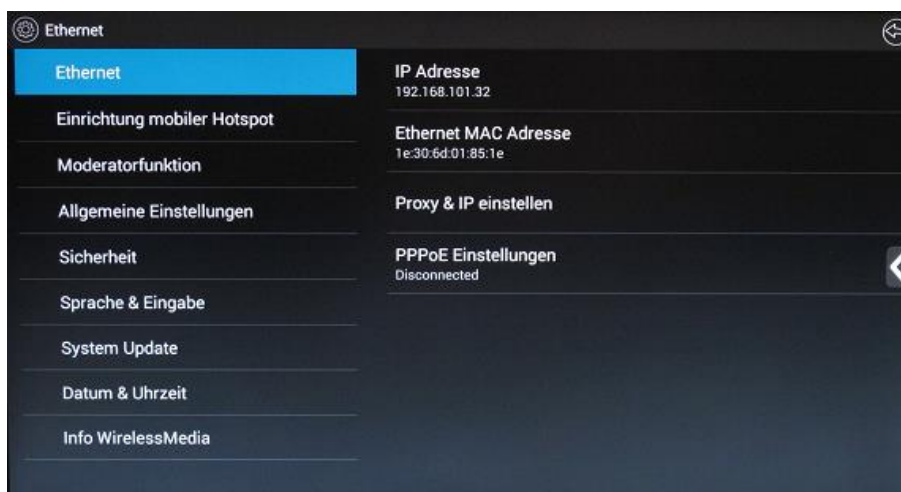 Ethernet
Ethernet
Einrichtung mobiler Hotspot
Moderatorfunktion
Allgemeine Einstellungen
Sicherheit
Sprache & Eingabe
System Update
Datum & Uhrzeit
Info WirelessMedia
IP Adresse
192.168.101.32
Ethernet MAC Adresse
1e:30:6d:01:85:1e
Proxy & IP einstellen
PPPoE Einstellungen
Disconnected